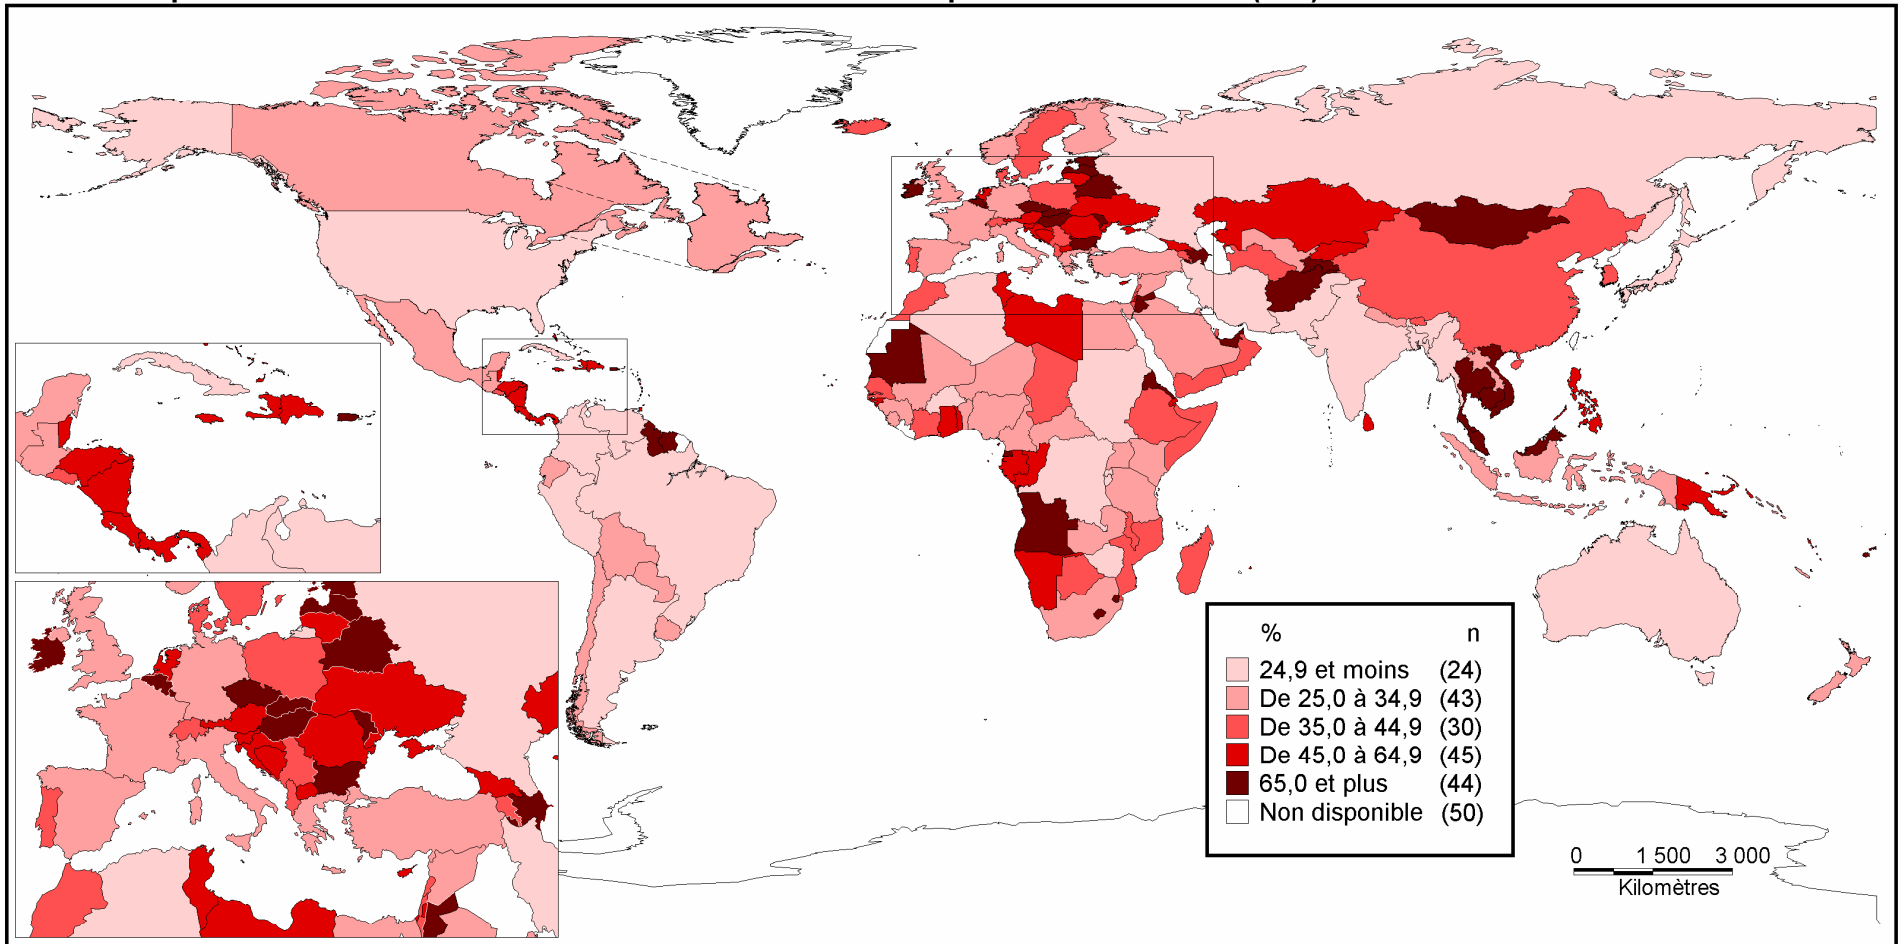 % n
24,9 et moins (24)
De 25,0 à 34,9 (43)
De 35,0 à 44,9 (30)
De 45,0 à 64,9 (45)
65,0 et plus (44)
Non disponible (50)
0 1 500 3 000
Kilomètres